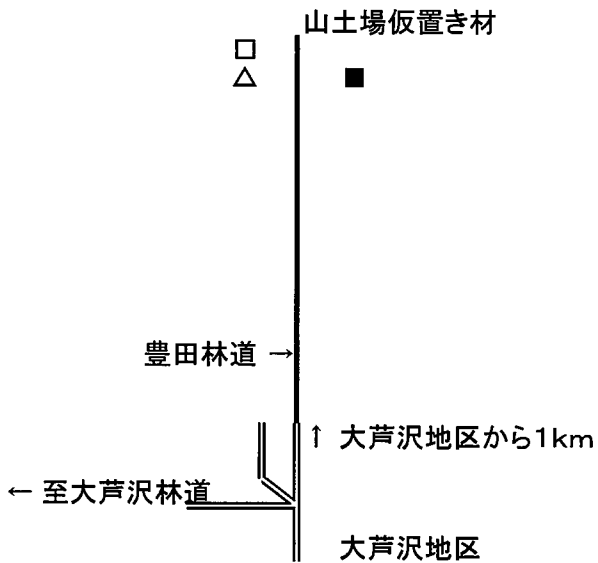 山土場仮置き材
豊田林道 →
↑ 大芦沢地区から1km
← 至大芦沢林道
大芦沢地区